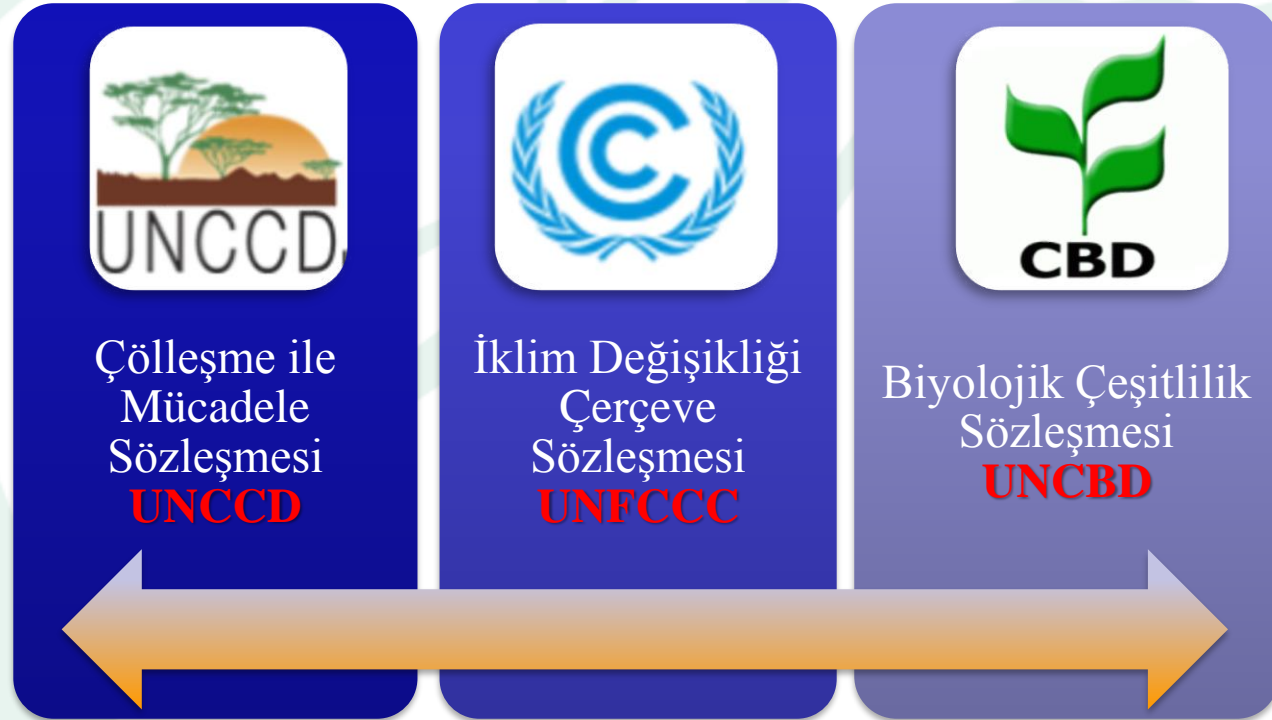 UNCCD
Çölleşme ile
Mücadele
Sözleşmesi
UNCCD
İklim Değişikliği
Çerçeve
Sözleşmesi
UNFCCC
CBD
Biyolojik Çeşitlilik
Sözleşmesi
UNCBD